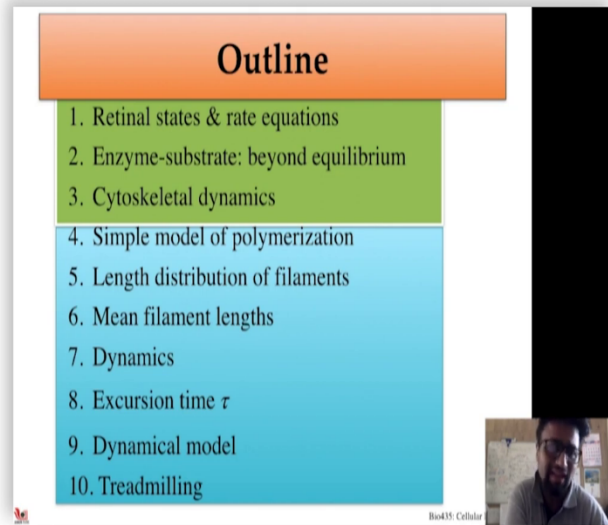 Outline
1. Retinal states & rate equations
2. Enzyme-substrate: beyond equilibrium
3. Cytoskeletal dynamics
4. Simple model of polymerization
5. Length distribution of filaments
6. Mean filament lengths
7. Dynamics
8. Excursion time τ
9. Dynamical model
10. Treadmilling
Bio435: Cellular